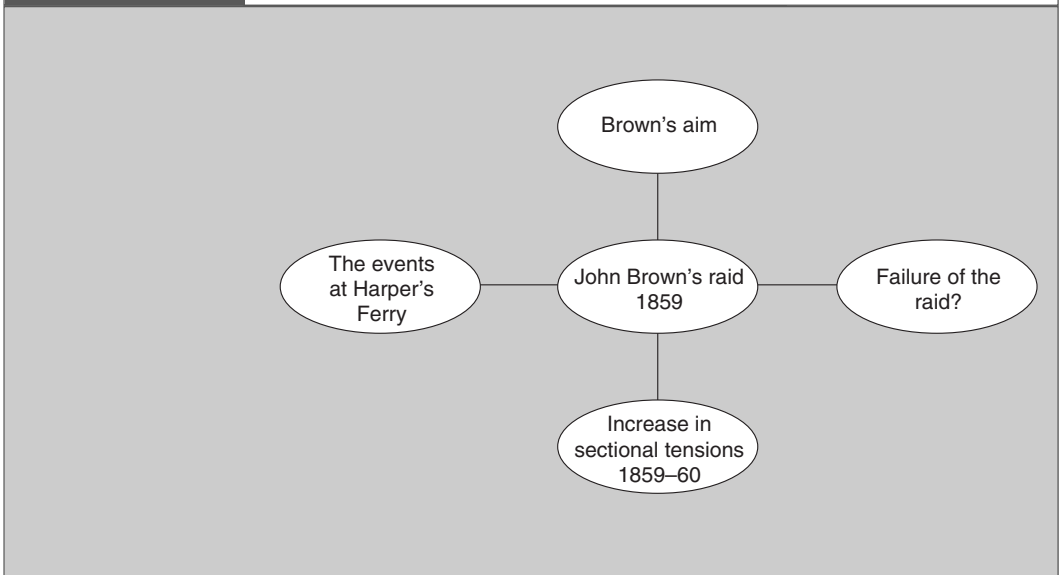 Brown's aim
The events
at Harper's
Ferry
John Brown's raid
1859
Failure of the
raid?
Increase in
sectional tensions
1859–60